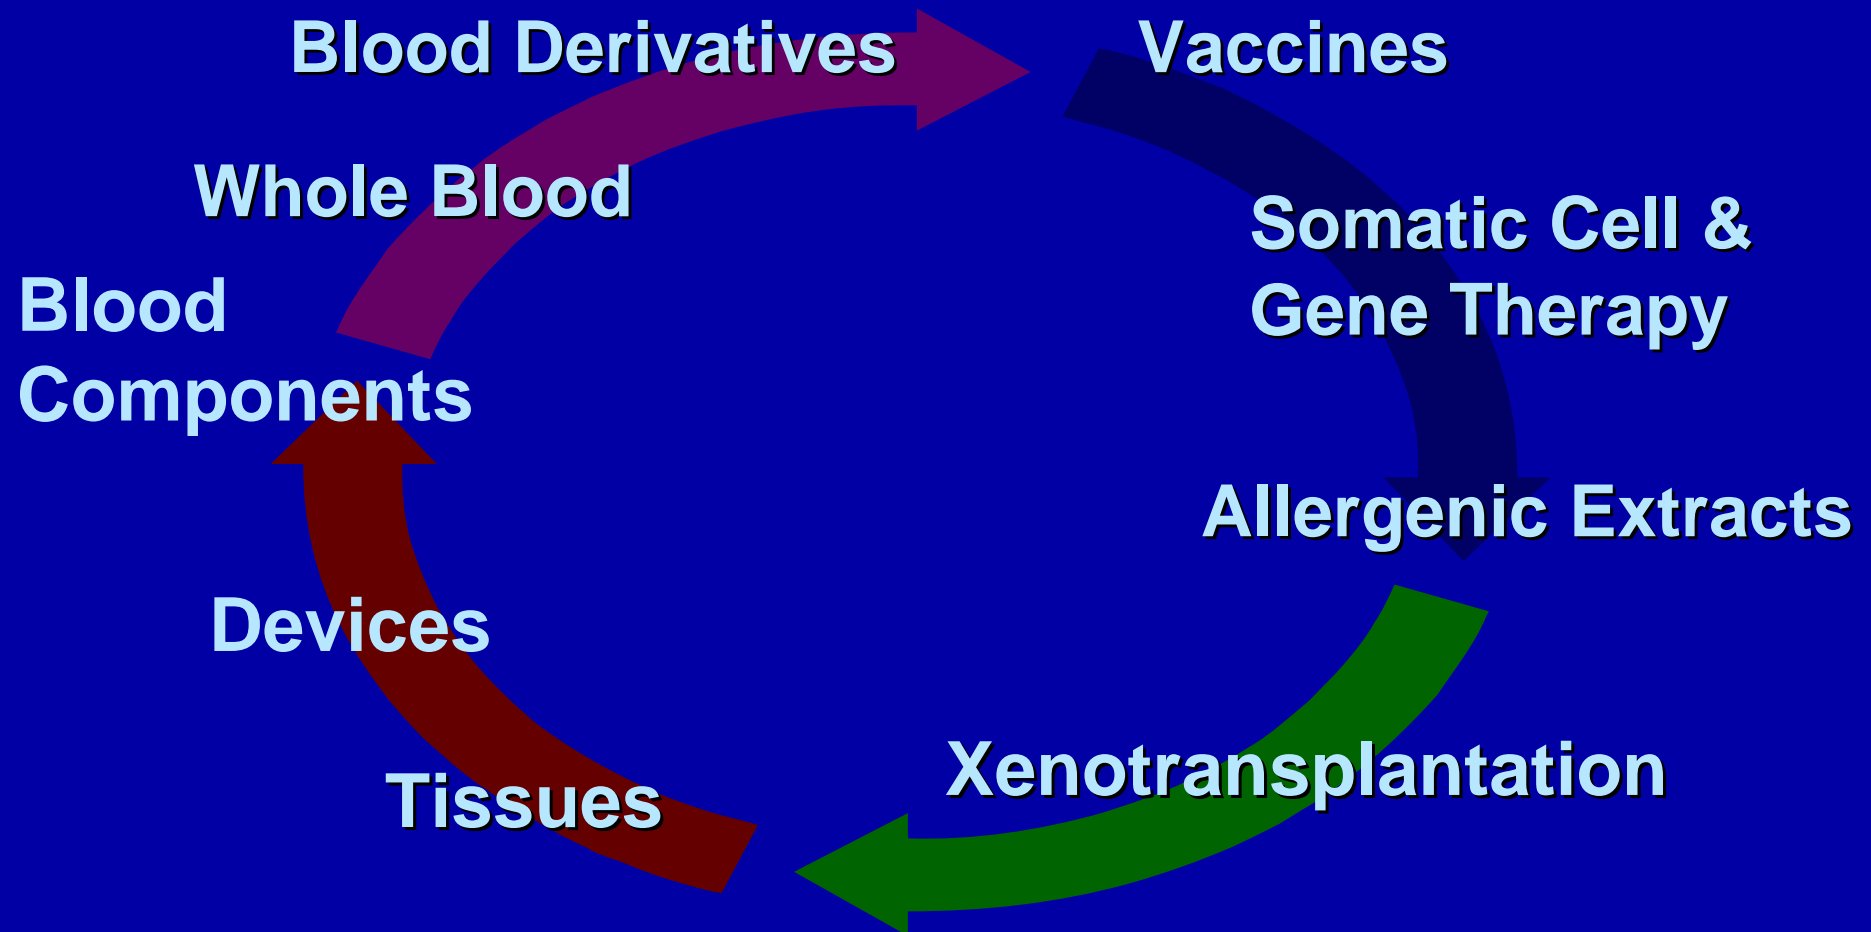 Blood Derivatives
Vaccines
Whole Blood
Somatic Cell &
Gene Therapy
Blood
Components
Allergenic Extracts
Devices
Xenotransplantation
Tissues